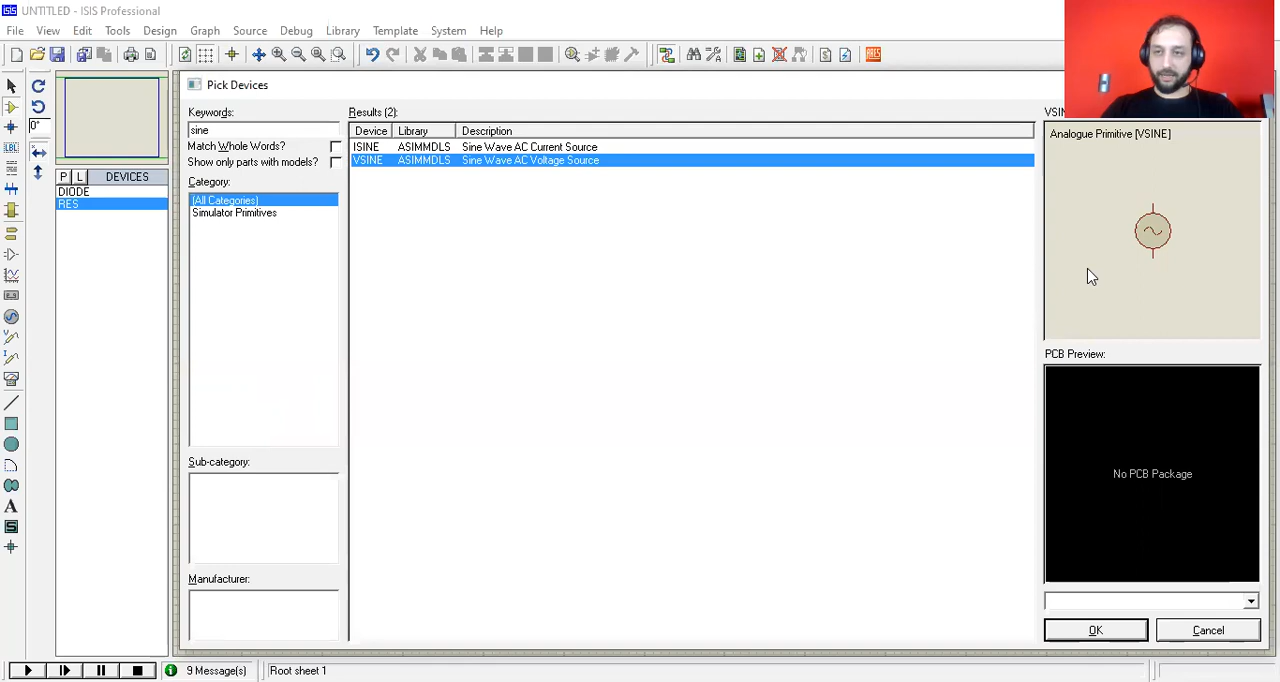 UNTITLED - ISIS Professional
File View Edit Tools Design Graph Source Debug Library Template System Help
ARES
Pick Devices
Keywords:
sine
Match Whole Words?
Show only parts with models?
Category:
(All Categories)
Simulator Primitives
Sub-category:
Manufacturer:
Results (2):
Device Library Description
ISINE ASIMMDLS Sine Wave AC Current Source
VSINE ASIMMDLS Sine Wave AC Voltage Source
Analogue Primitive [VSINE]
PCB Preview:
No PCB Package
OK Cancel
0°
LBL
P L DEVICES
DIODE
RES
A
S
9 Message(s) Root sheet 1